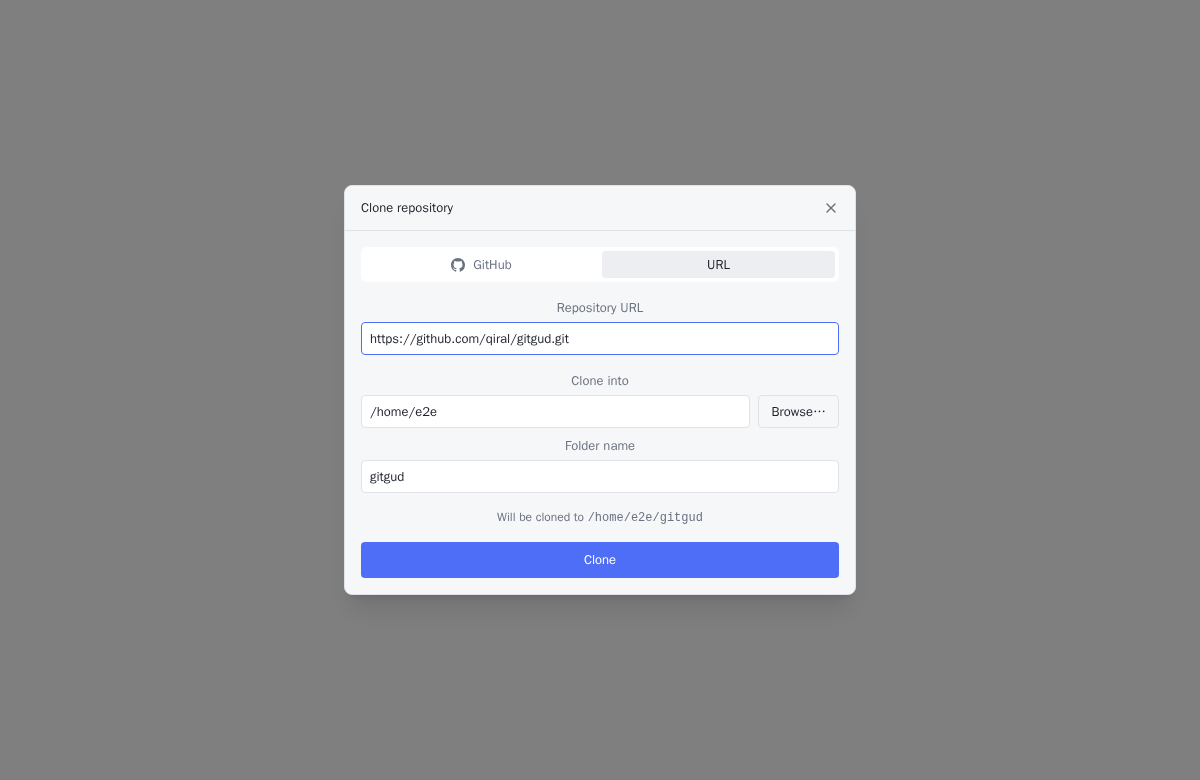 Clone repository
GitHub
URL
Repository URL
https://github.com/qiral/gitgud.git
Clone into
/home/e2e
Browse⋯
Folder name
gitgud
Will be cloned to /home/e2e/gitgud
Clone